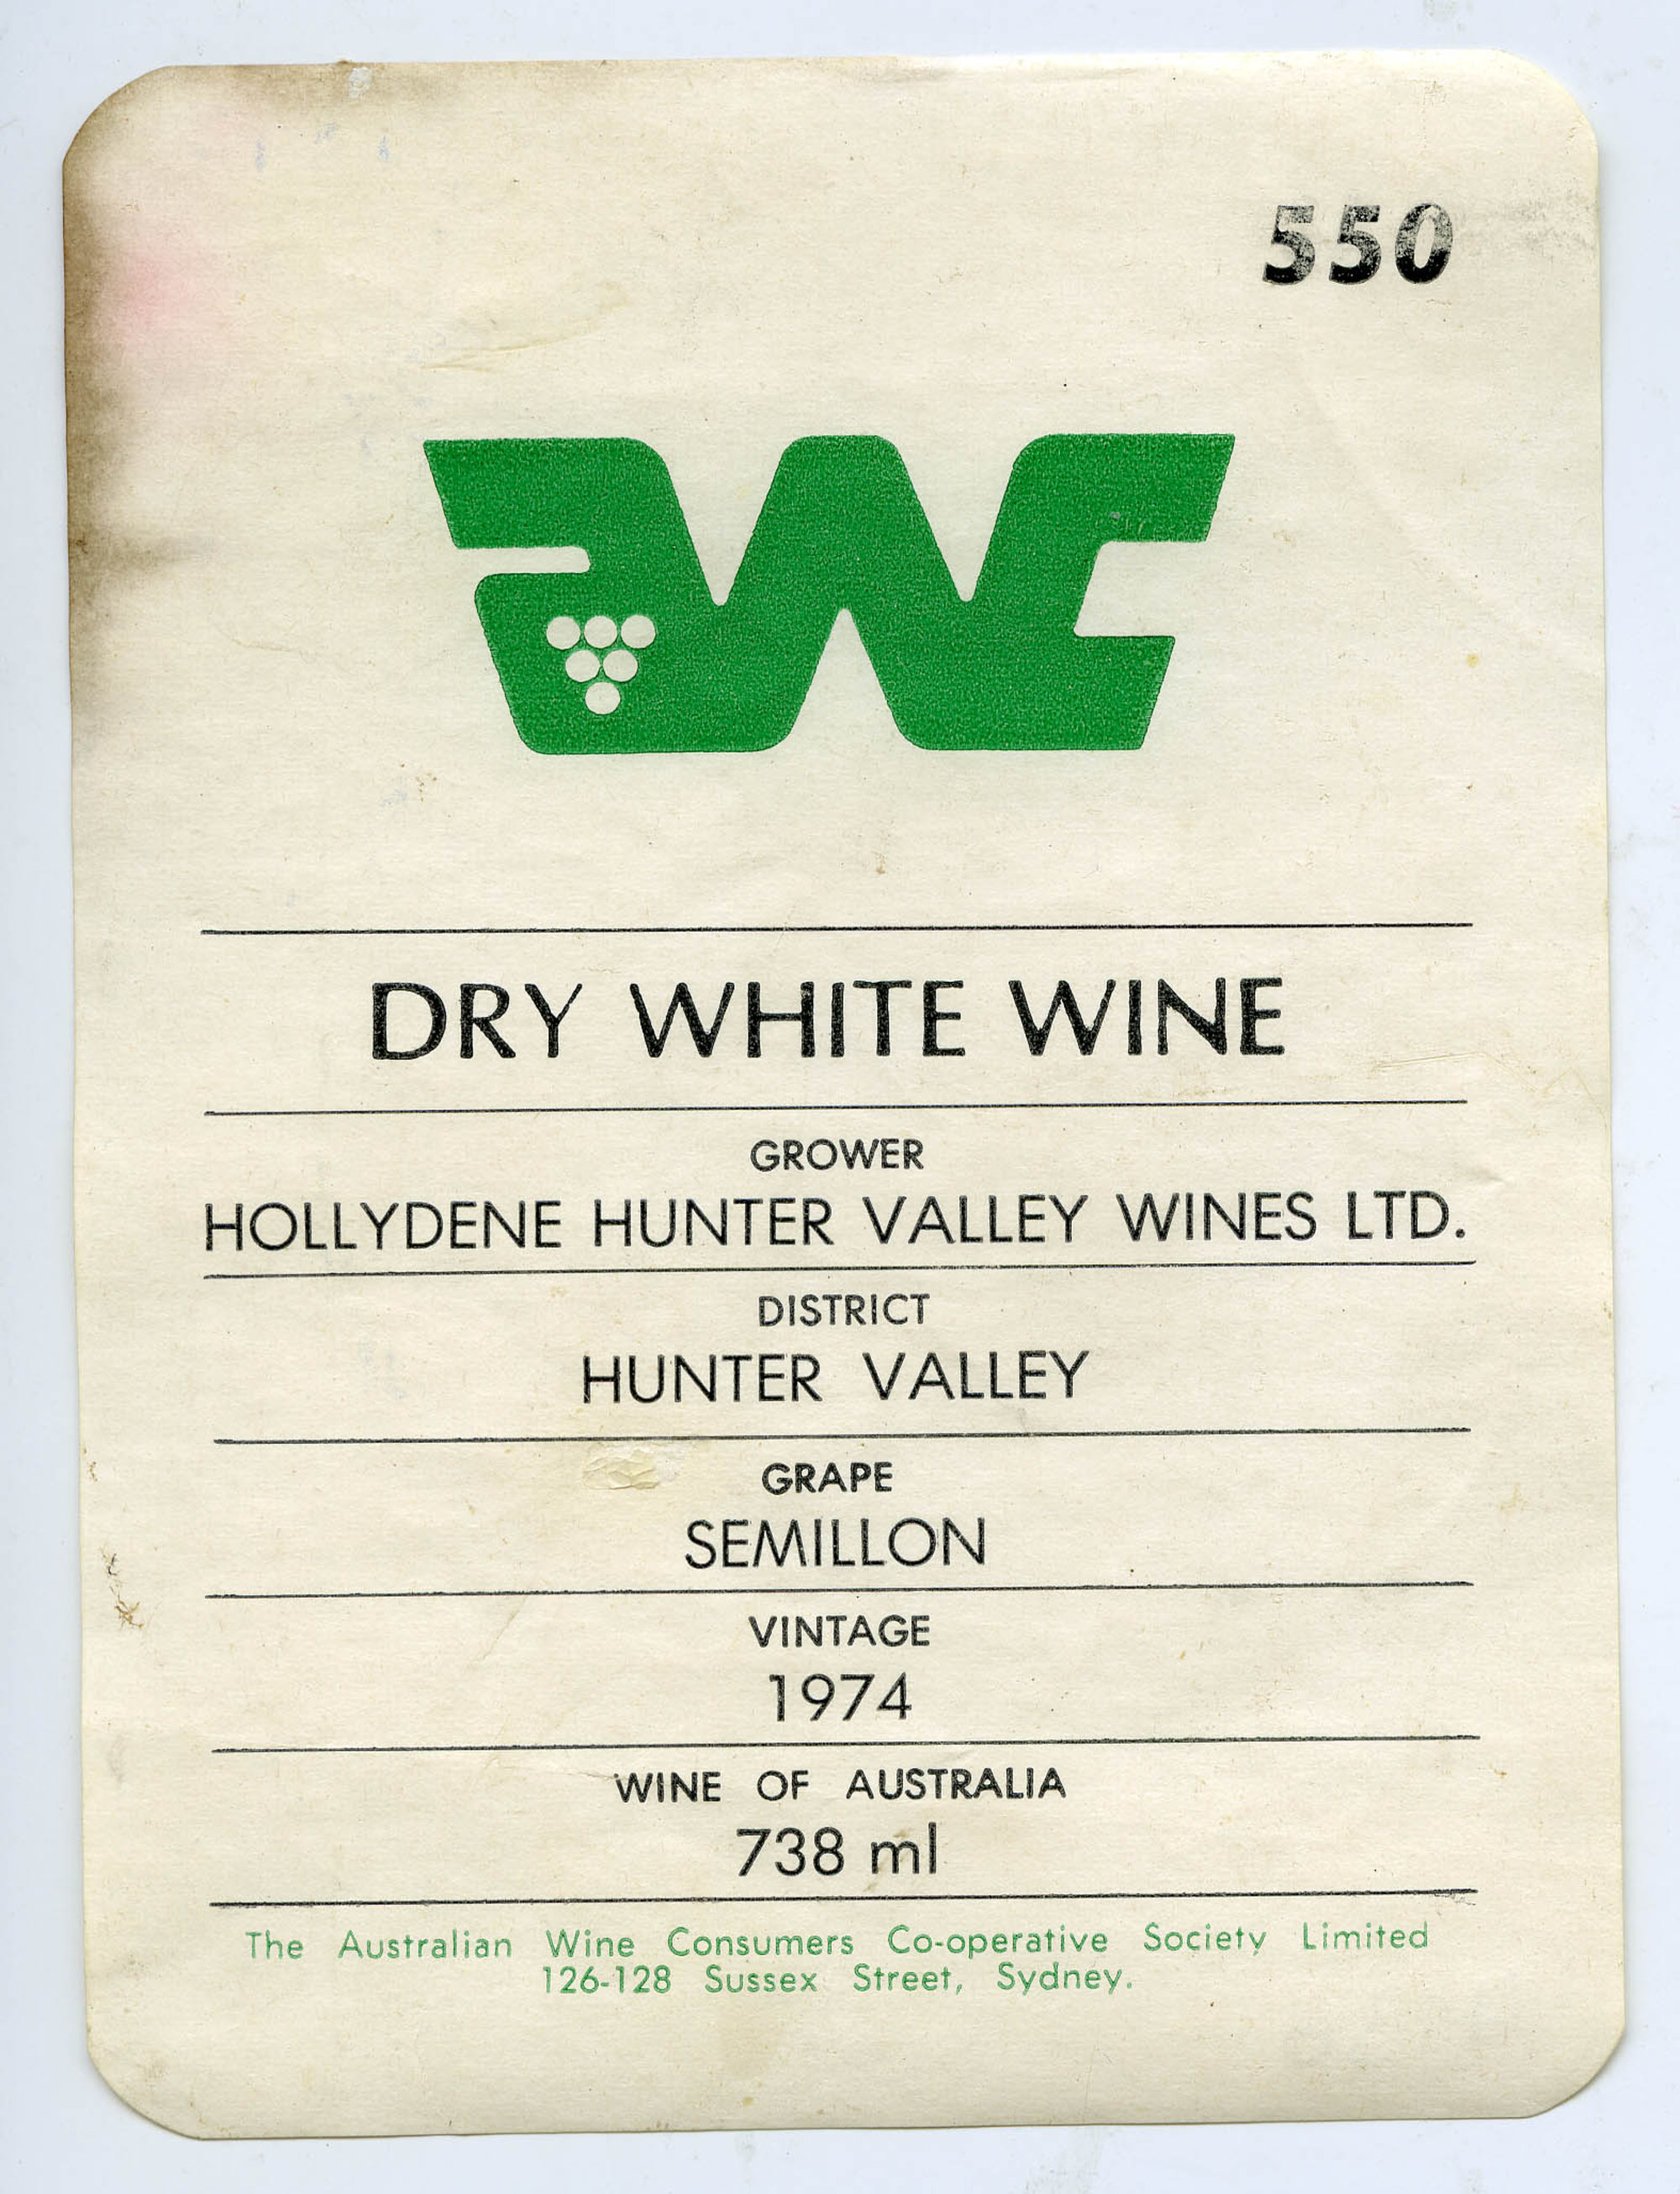 550
awc
DRY WHITE WINE
GROWER
HOLLYDENE HUNTER VALLEY WINES LTD.
DISTRICT
HUNTER VALLEY
GRAPE
SEMILLON
VINTAGE
1974
WINE OF AUSTRALIA
738 ml
The Australian Wine Consumers Co-operative Society Limited
126-128 Sussex Street, Sydney.